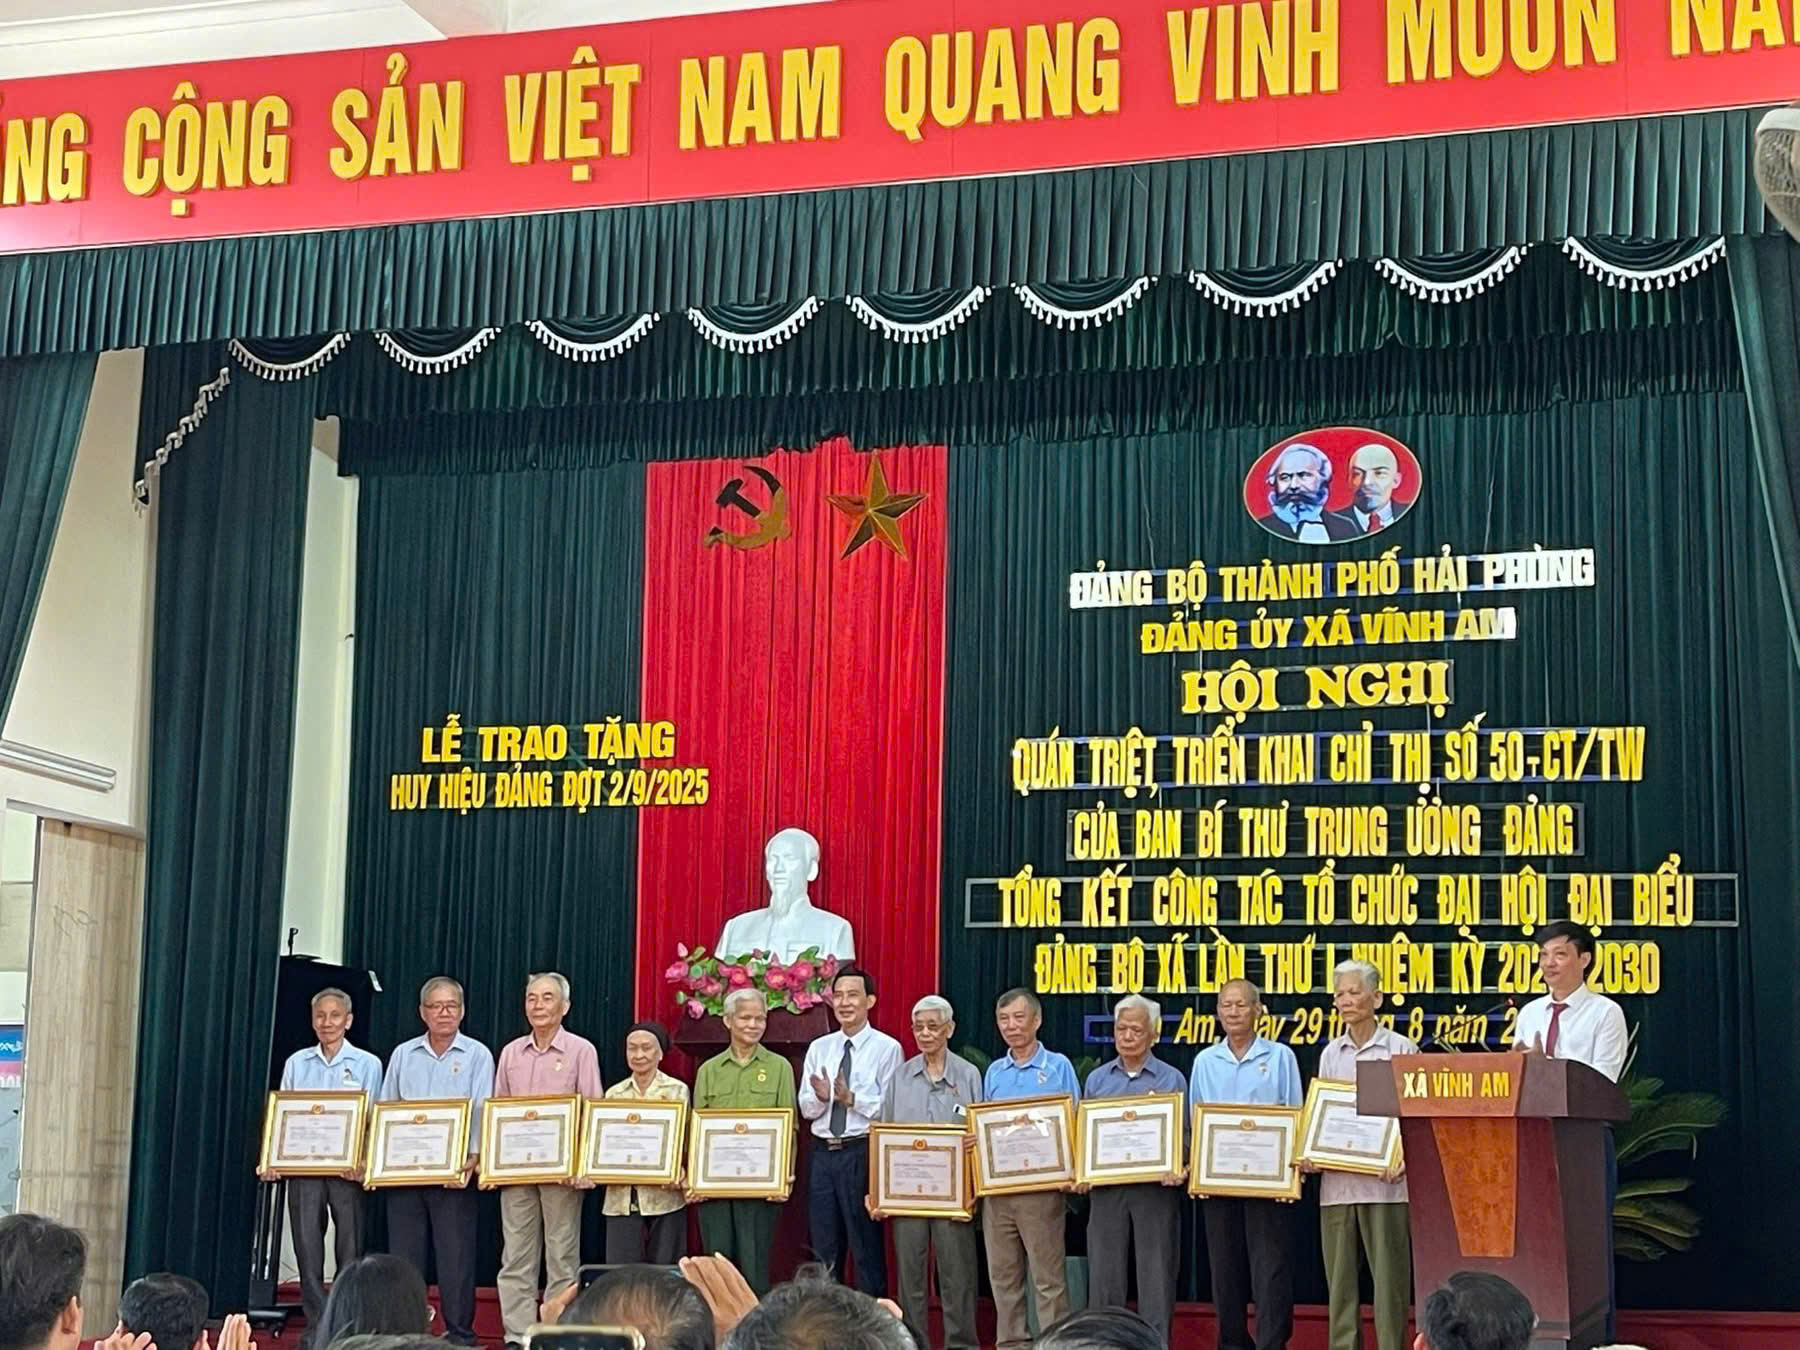 CỘNG SẢN VIỆT NAM QUANG VINH MUÔN
LỄ TRAO TẶNG
HUY HIỆU ĐẢNG ĐỢT 2/9/2025
ĐẢNG BỘ THÀNH PHỐ HẢI PHÒNG
ĐẢNG ỦY XÃ VĨNH AM
HỘI NGHỊ
QUÁN TRIỆT, TRIỂN KHAI CHỈ THỊ SỐ 50-CT/TW
CỦA BAN BÍ THƯ TRUNG ƯƠNG ĐẢNG
TỔNG KẾT CÔNG TÁC TỔ CHỨC ĐẠI HỘI ĐẠI BIỂU
ĐẢNG BỘ XÃ LẦN THỨ I NHIỆM KỲ 2030
Am, 29 8 năm
XÃ VĨNH AM